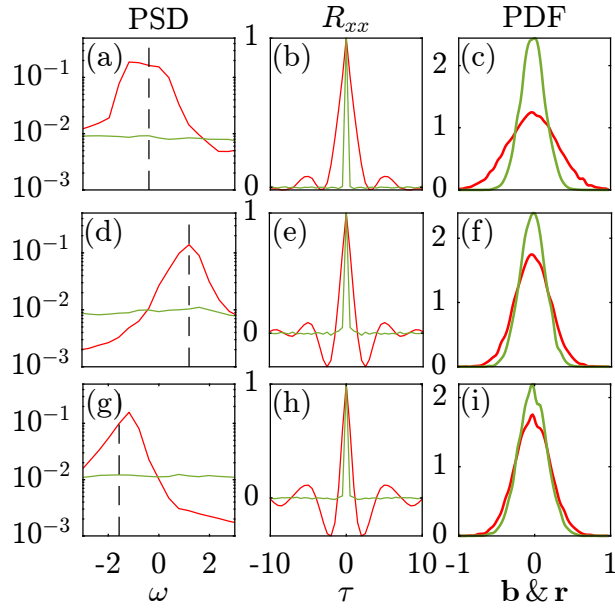 PSD R_xx PDF
(a) (b) (c)
10^-1 10^-2 10^-3
1 0
2 1 0
(d) (e) (f)
10^-1 10^-2 10^-3
1 0
2 1 0
(g) (h) (i)
10^-1 10^-2 10^-3
1 0
2 1 0
-2 0 2 -10 0 10 -1 0 1
ω τ b & r